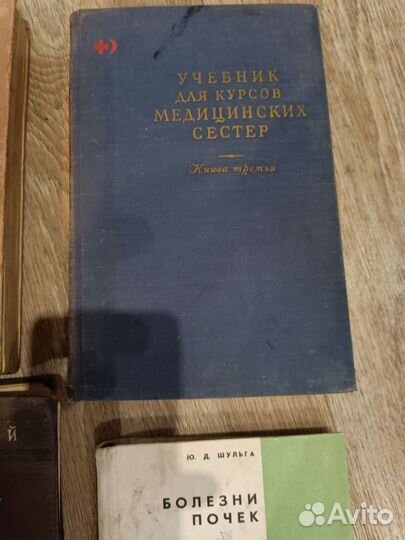 УЧЕБНИК
ДЛЯ КУРСОВ
МЕДИЦИНСКИХ
СЕСТЕР
Книга третья
Й
Ю. Д. ШУЛЬГА
БОЛЕЗНИ
ПОЧЕК
Avito